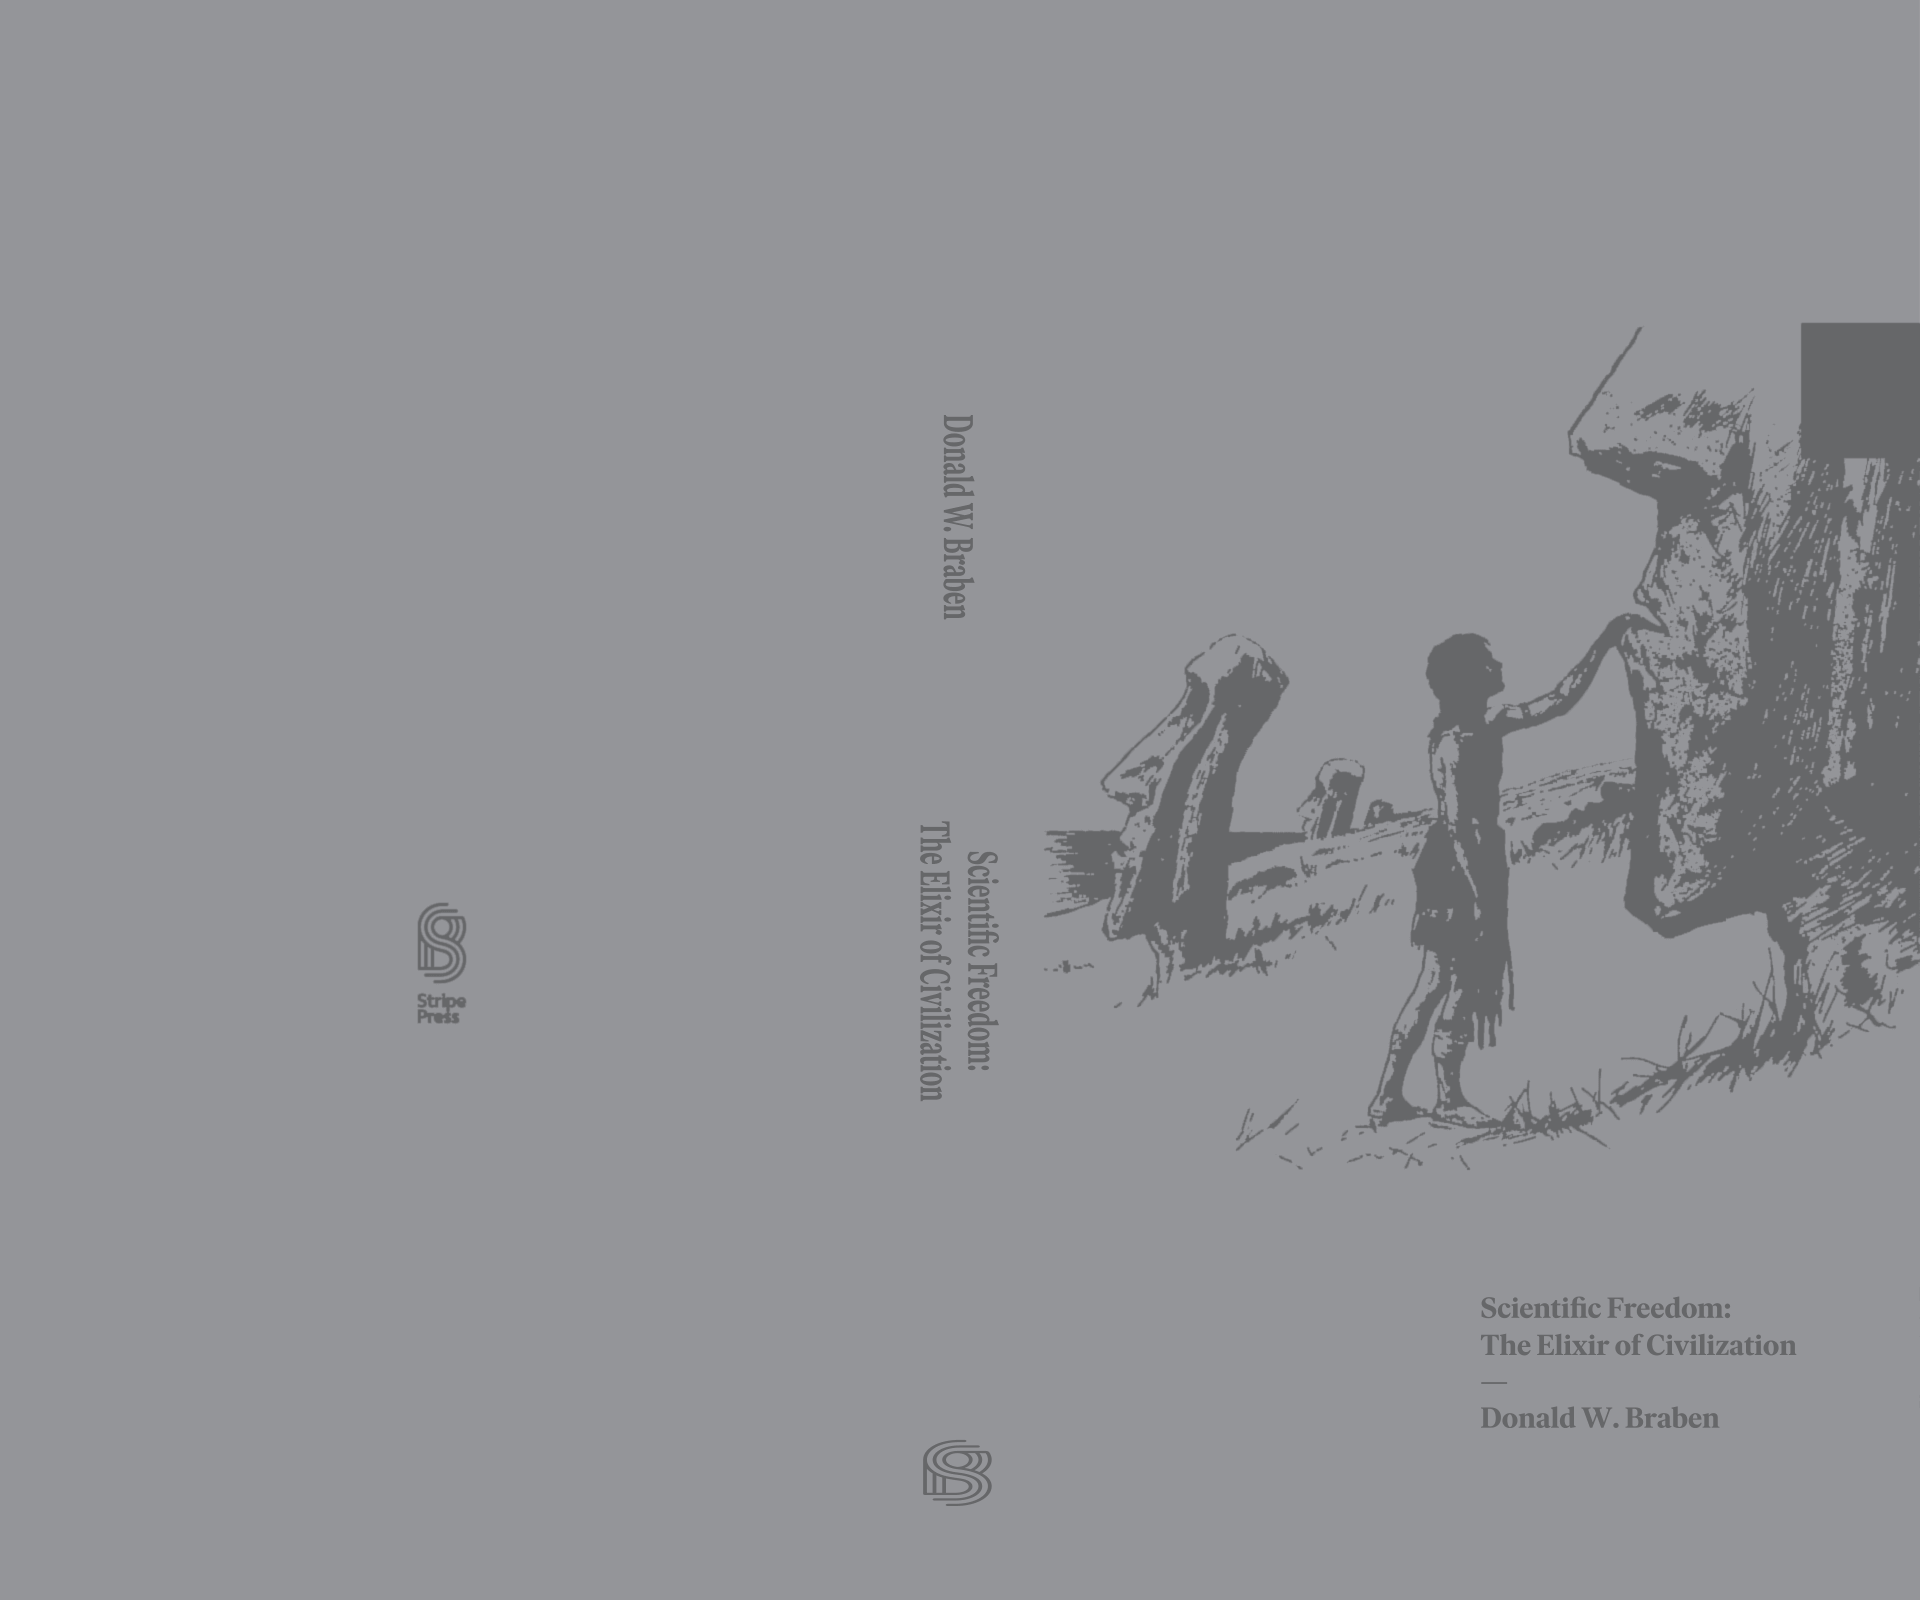 Stripe
Press
Donald W. Braben
Scientific Freedom:
The Elixir of Civilization
Scientific Freedom:
The Elixir of Civilization
—
Donald W. Braben